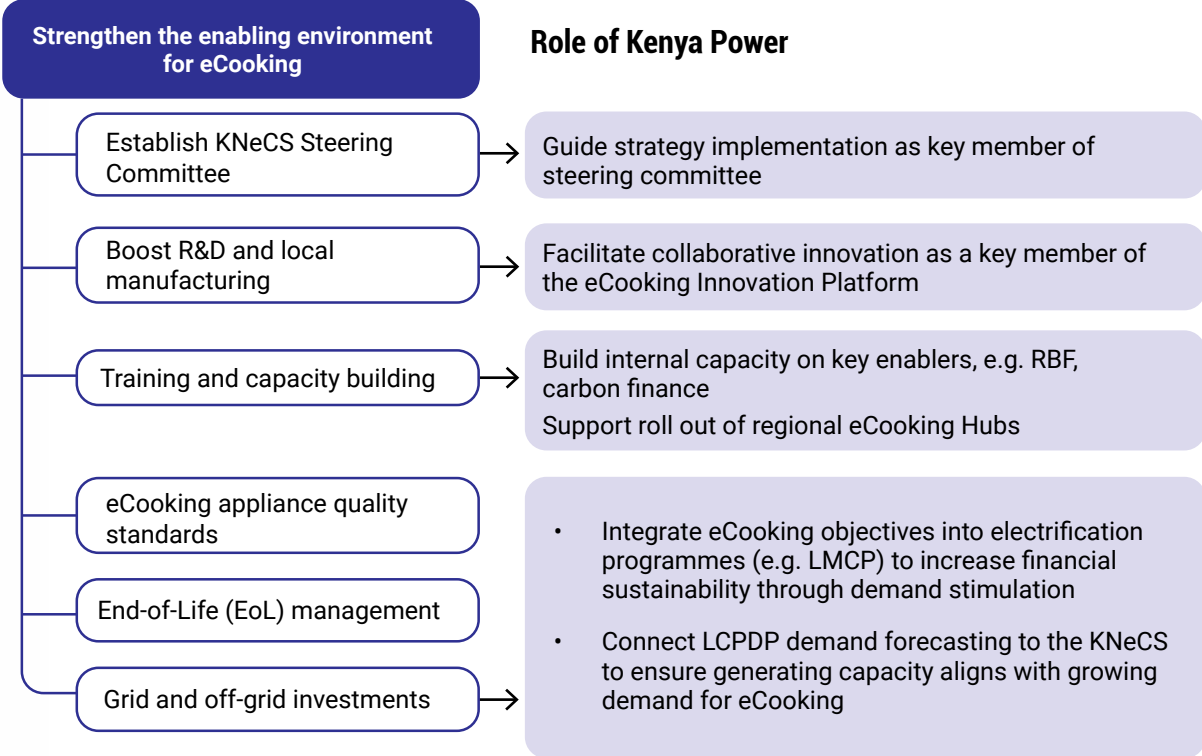 Strengthen the enabling environment
for eCooking
Role of Kenya Power
Establish KNeCS Steering
Committee
Guide strategy implementation as key member of
steering committee
Boost R&D and local
manufacturing
Facilitate collaborative innovation as a key member of
the eCooking Innovation Platform
Training and capacity building
Build internal capacity on key enablers, e.g. RBF,
carbon finance
Support roll out of regional eCooking Hubs
eCooking appliance quality
standards
End-of-Life (EoL) management
Grid and off-grid investments
• Integrate eCooking objectives into electrification
programmes (e.g. LMCP) to increase financial
sustainability through demand stimulation
• Connect LCPDP demand forecasting to the KNeCS
to ensure generating capacity aligns with growing
demand for eCooking